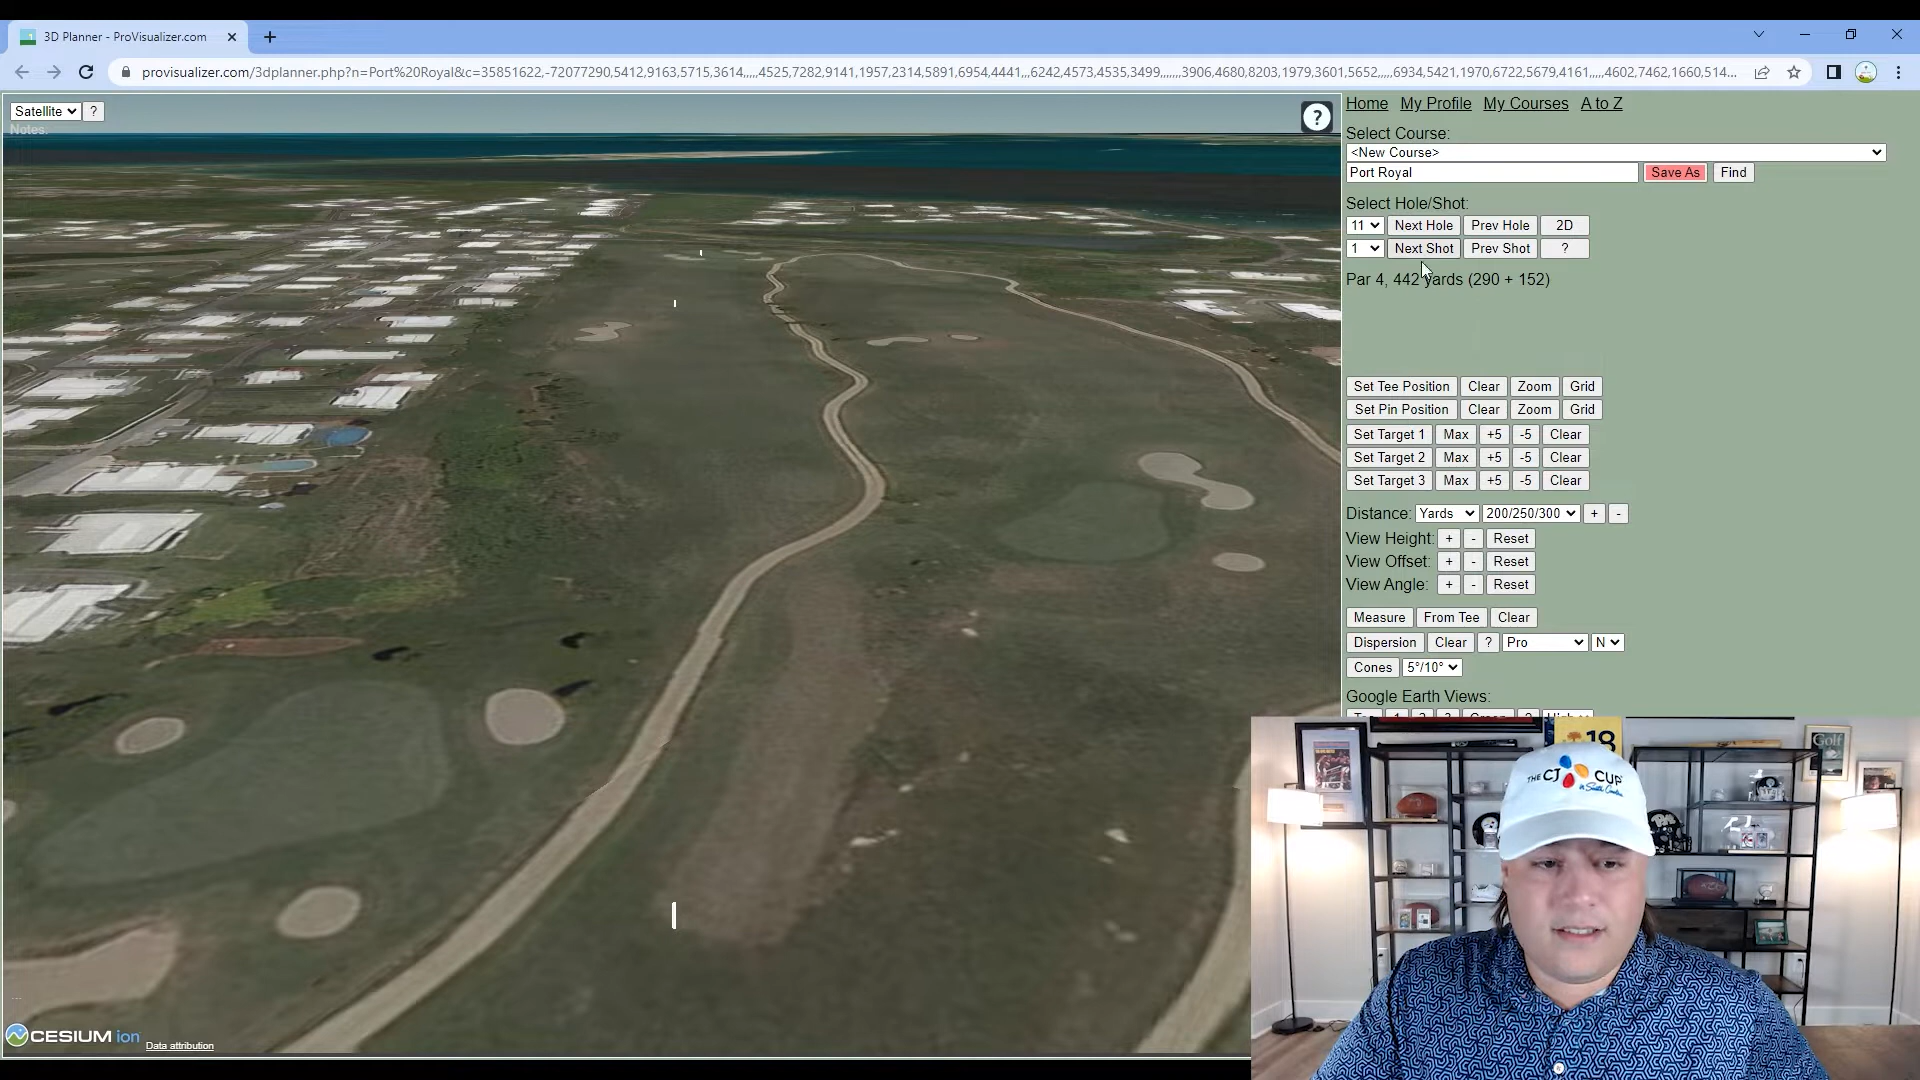 3D Planner - ProVisualizer.com
provisualizer.com/3dplanner.php?n=Port%20Royal&c=35851622,-72077290,5412,9163,5715,3614,,,,,4525,7282,9141,1957,2314,5891,6954,4441,,,6242,4573,4535,3499,,,,,,,3906,4680,8203,1979,3601,5652,,,,,6934,5421,1970,6722,5679,4161,,,,,4602,7462,1660,514...
Satellite ?
Notes:
?
Home My Profile My Courses A to Z
Select Course:
<New Course>
Port Royal Save As Find
Select Hole/Shot:
11 Next Hole Prev Hole 2D
1 Next Shot Prev Shot ?
Par 4, 442 yards (290 + 152)
Set Tee Position Clear Zoom Grid
Set Pin Position Clear Zoom Grid
Set Target 1 Max +5 -5 Clear
Set Target 2 Max +5 -5 Clear
Set Target 3 Max +5 -5 Clear
Distance: Yards 200/250/300 + -
View Height: + - Reset
View Offset: + - Reset
View Angle: + - Reset
Measure From Tee Clear
Dispersion Clear ? Pro N
Cones 5°/10°
Google Earth Views:
18
Golf
THE CJ CUP
in South Carolina
CESIUM ion
Data attribution